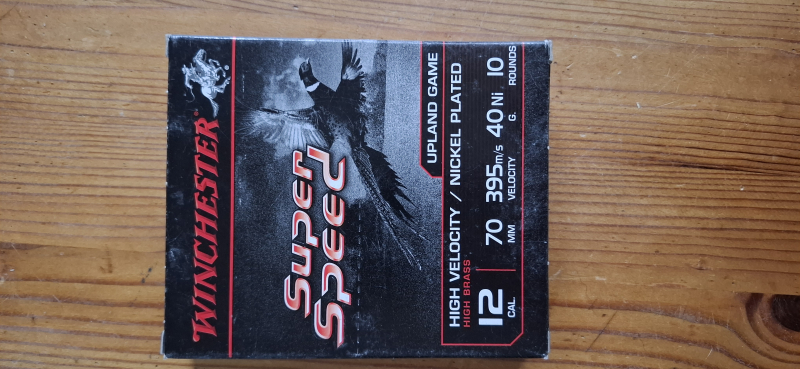 WINCHESTER
®
Super
Speed
UPLAND GAME
HIGH VELOCITY / NICKEL PLATED
HIGH BRASS
12 70 395m/s 40Ni 10
CAL. MM VELOCITY G. ROUNDS